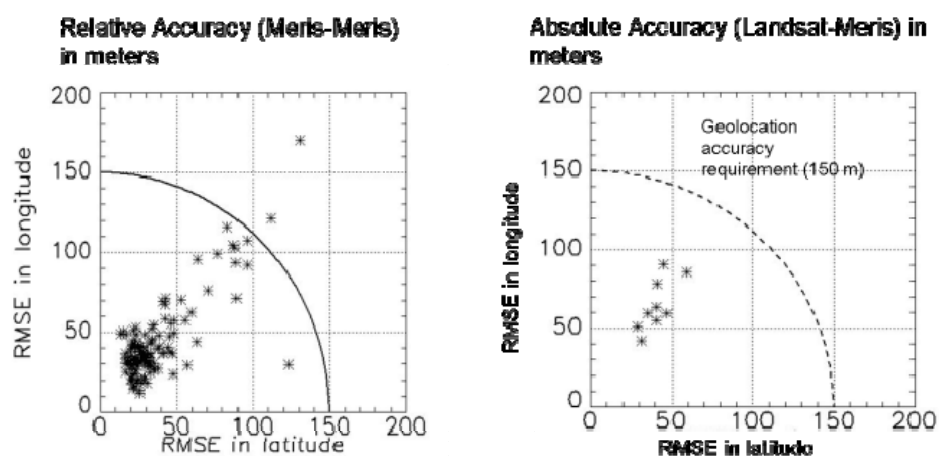 Relative Accuracy (Meris-Meris)
in meters
200
150
100
50
0
RMSE in longitude
0 50 100 150 200
RMSE in latitude
Absolute Accuracy (Landsat-Meris) in
meters
200
150
100
50
0
RMSE in longitude
Geolocation
accuracy
requirement (150 m)
0 50 100 150 200
RMSE in latitude